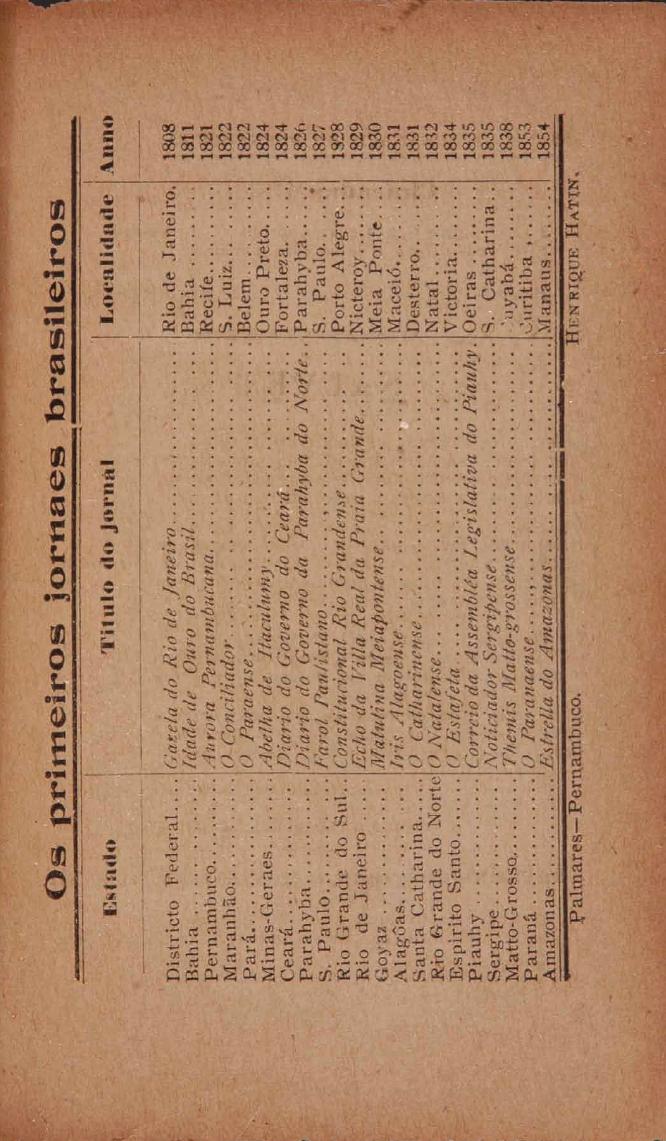 Os primeiros jornaes brasileiros
Estado Titulo do jornal Localidade Anno
Districto Federal.... Gazeta do Rio de Janeiro.................... Rio de Janeiro. 1808
Bahia .................. Idade de Ouro do Brasil.................... Bahia ......... 1811
Pernambuco............ Aurora Pernambucana.................... Recife......... 1821
Maranhão............ O Conciliador.................... S. Luiz......... 1822
Pará.................. O Paraense.................... Belem......... 1822
Minas-Geraes......... Abelha de Itaculumy.................... Ouro Preto..... 1824
Ceará.................. Diario do Governo do Ceará............ Fortaleza...... 1824
Parahyba............ Diario do Governo da Parahyba do Norte.. Parahyba...... 1826
S. Paulo............ Farol Paulistano.................... S. Paulo...... 1827
Rio Grande do Sul.. Constitucional Rio Grandense............ Porto Alegre... 1828
Rio de Janeiro ...... Echo da Villa Real da Praia Grande......... Nictheroy...... 1829
Goyaz .................. Matutina Meiapontense.................... Meia Ponte.... 1830
Alagôas............ Iris Alagoense.................... Maceió......... 1831
Santa Catharina..... O Catharinense.................... Desterro...... 1831
Rio Grande do Norte O Natalense.................... Natal ......... 1832
Espirito Santo...... O Estafeta .................... Victoria...... 1834
Piauhy ............ Correio da Assembléa Legislativa do Piauhy. Oeiras ......... 1835
Sergipe............ Noticiador Sergipense.................... S. Catharina.. 1835
Matto-Grosso......... Themis Matto-grossense.................... uyabá......... 1838
Paraná............ O Paranaense.................... uritiba ...... 1853
Amazonas............ Estrella do Amazonas.................... Manaus......... 1854
Palmares—Pernambuco. HENRIQUE HATIN.